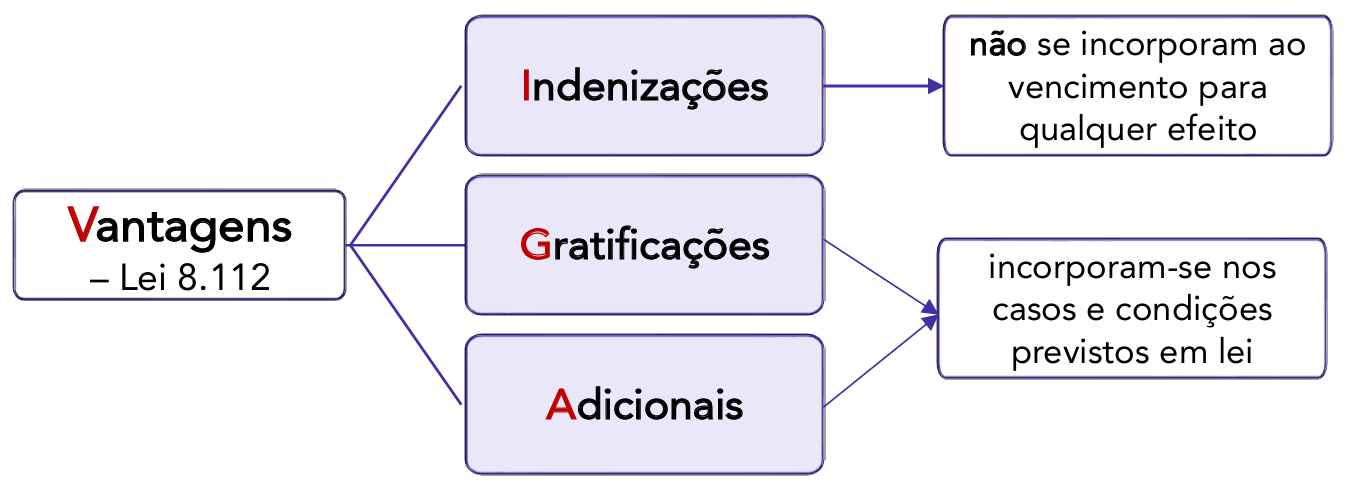 Indenizações
não se incorporam ao
vencimento para
qualquer efeito
Vantagens
– Lei 8.112
Gratificações
incorporam-se nos
casos e condições
previstos em lei
Adicionais